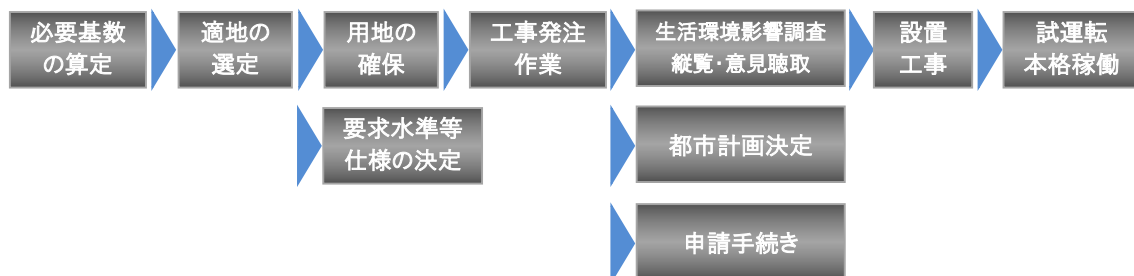 必要基数
の算定
適地の
選定
用地の
確保
工事発注
作業
生活環境影響調査
縦覧・意見聴取
設置
工事
試運転
本格稼働
要求水準等
仕様の決定
都市計画決定
申請手続き